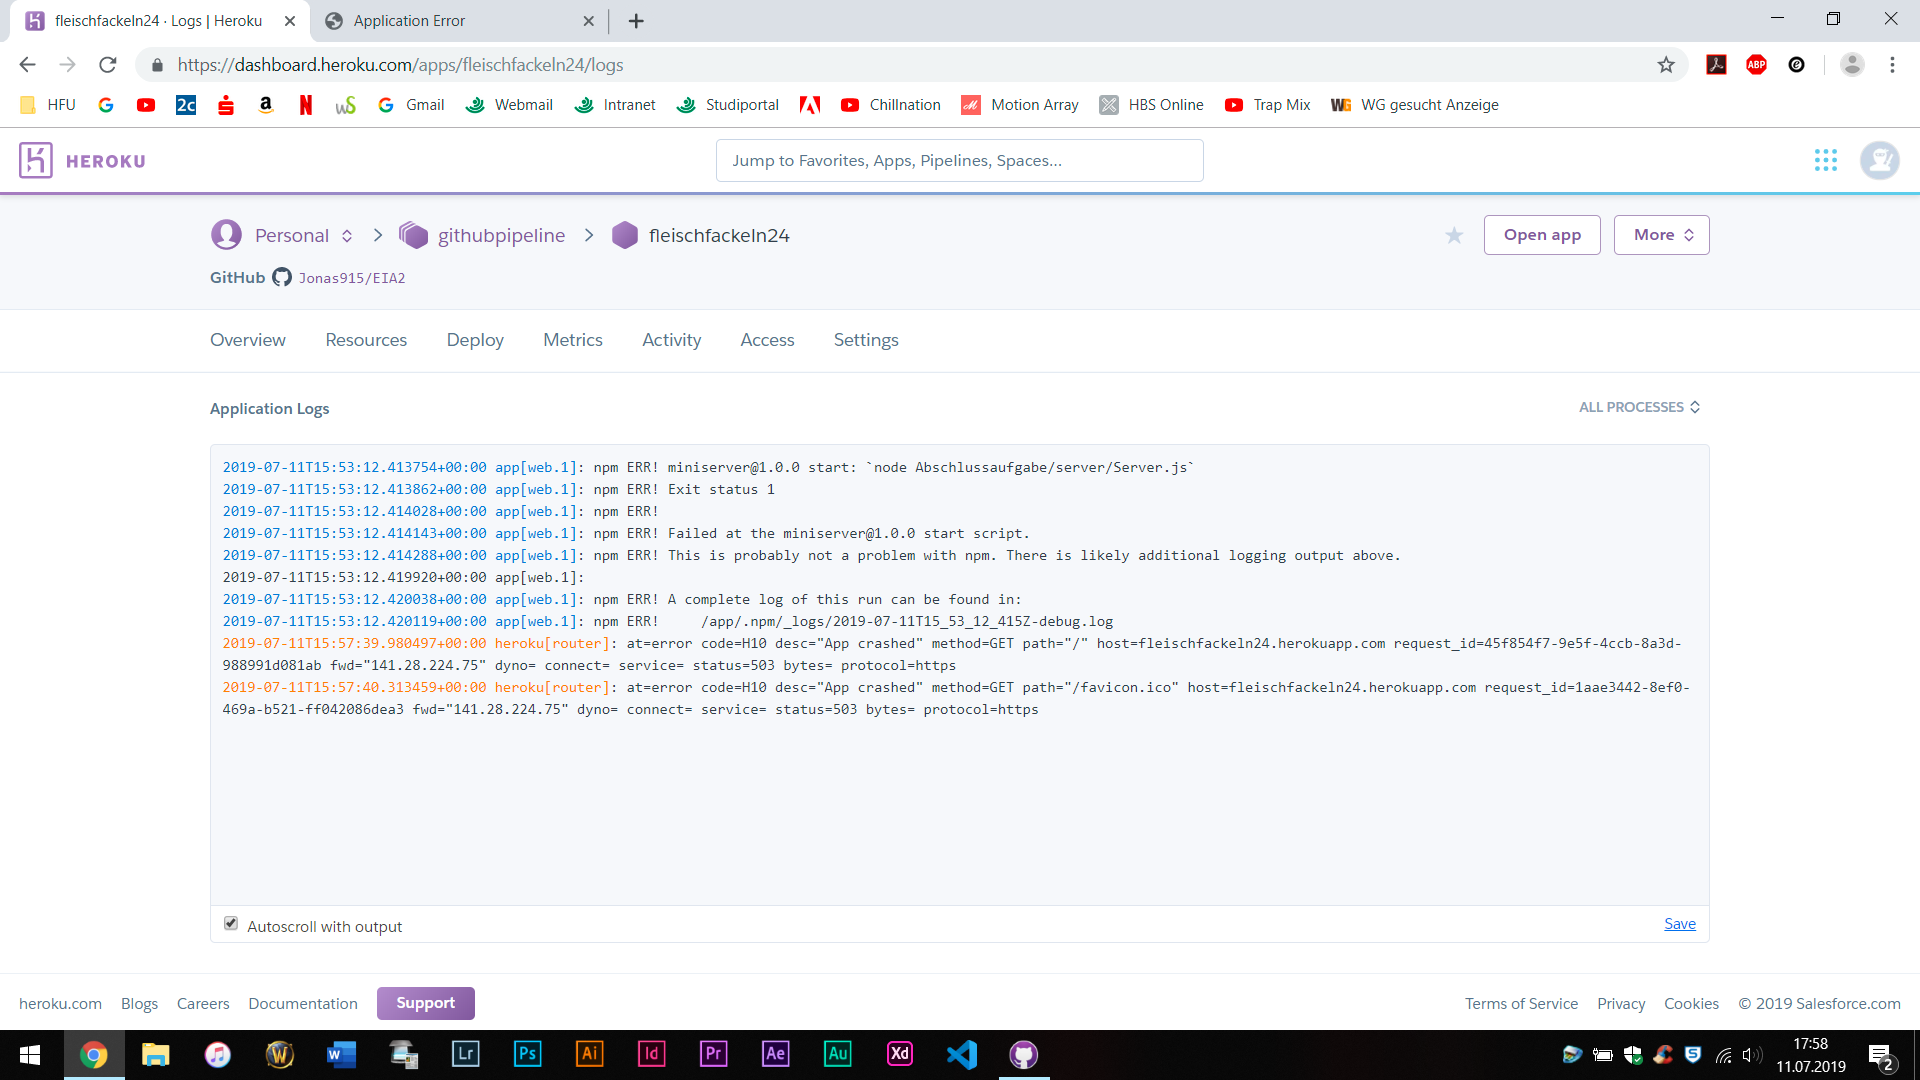 fleischfackeln24 · Logs | Heroku
Application Error
https://dashboard.heroku.com/apps/fleischfackeln24/logs
ABP
HFU
2c
Gmail
Webmail
Intranet
Studiportal
Chillnation
Motion Array
HBS Online
Trap Mix
WG gesucht Anzeige
HEROKU
Jump to Favorites, Apps, Pipelines, Spaces...
Personal
githubpipeline
fleischfackeln24
Open app
More
GitHub Jonas915/EIA2
Overview
Resources
Deploy
Metrics
Activity
Access
Settings
Application Logs
ALL PROCESSES
2019-07-11T15:53:12.413754+00:00 app[web.1]: npm ERR! miniserver@1.0.0 start: `node Abschlussaufgabe/server/Server.js`
2019-07-11T15:53:12.413862+00:00 app[web.1]: npm ERR! Exit status 1
2019-07-11T15:53:12.414028+00:00 app[web.1]: npm ERR!
2019-07-11T15:53:12.414143+00:00 app[web.1]: npm ERR! Failed at the miniserver@1.0.0 start script.
2019-07-11T15:53:12.414288+00:00 app[web.1]: npm ERR! This is probably not a problem with npm. There is likely additional logging output above.
2019-07-11T15:53:12.419920+00:00 app[web.1]:
2019-07-11T15:53:12.420038+00:00 app[web.1]: npm ERR! A complete log of this run can be found in:
2019-07-11T15:53:12.420119+00:00 app[web.1]: npm ERR!     /app/.npm/_logs/2019-07-11T15_53_12_415Z-debug.log
2019-07-11T15:57:39.980497+00:00 heroku[router]: at=error code=H10 desc="App crashed" method=GET path="/" host=fleischfackeln24.herokuapp.com request_id=45f854f7-9e5f-4ccb-8a3d-
988991d081ab fwd="141.28.224.75" dyno= connect= service= status=503 bytes= protocol=https
2019-07-11T15:57:40.313459+00:00 heroku[router]: at=error code=H10 desc="App crashed" method=GET path="/favicon.ico" host=fleischfackeln24.herokuapp.com request_id=1aae3442-8ef0-
469a-b521-ff042086dea3 fwd="141.28.224.75" dyno= connect= service= status=503 bytes= protocol=https
Autoscroll with output
Save
heroku.com
Blogs
Careers
Documentation
Support
Terms of Service
Privacy
Cookies
© 2019 Salesforce.com
Lr
Ps
Ai
Id
Pr
Ae
Au
Xd
17:58
11.07.2019
2